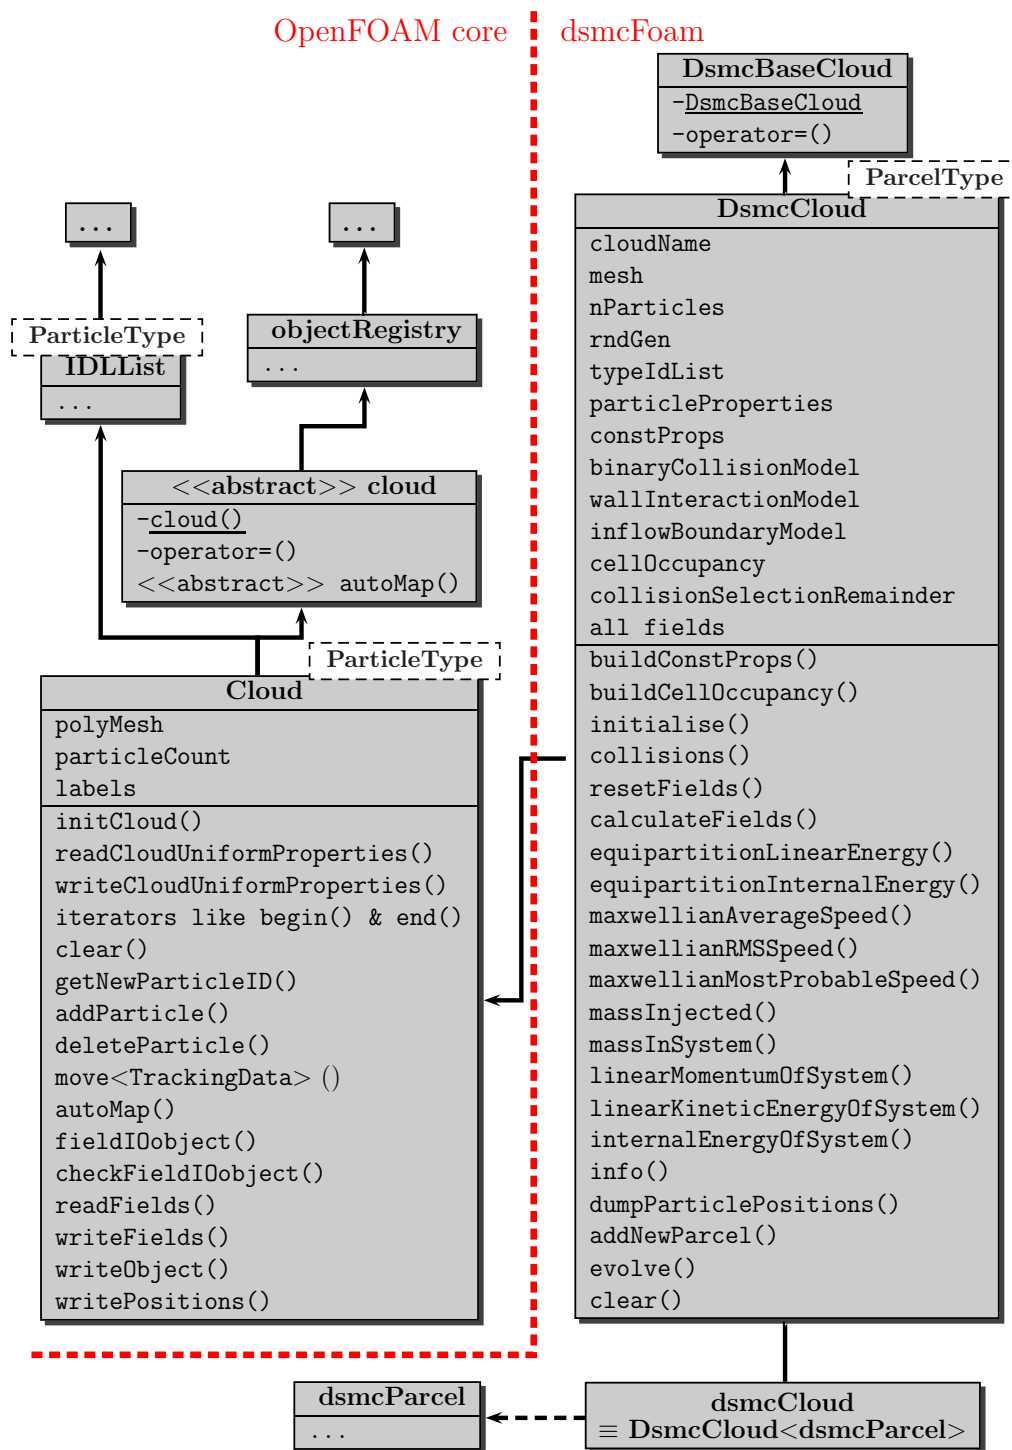 OpenFOAM core
dsmcFoam
DsmcBaseCloud
-DsmcBaseCloud
-operator=()
ParcelType
DsmcCloud
cloudName
mesh
nParticles
rndGen
typeIdList
particleProperties
constProps
binaryCollisionModel
wallInteractionModel
inflowBoundaryModel
cellOccupancy
collisionSelectionRemainder
all fields
buildConstProps()
buildCellOccupancy()
initialise()
collisions()
resetFields()
calculateFields()
equipartitionLinearEnergy()
equipartitionInternalEnergy()
maxwellianAverageSpeed()
maxwellianRMSSpeed()
maxwellianMostProbableSpeed()
massInjected()
massInSystem()
linearMomentumOfSystem()
linearKineticEnergyOfSystem()
internalEnergyOfSystem()
info()
dumpParticlePositions()
addNewParcel()
evolve()
clear()
...
...
ParticleType
IDLList
...
objectRegistry
...
<<abstract>> cloud
-cloud()
-operator=()
<<abstract>> autoMap()
ParticleType
Cloud
polyMesh
particleCount
labels
initCloud()
readCloudUniformProperties()
writeCloudUniformProperties()
iterators like begin() & end()
clear()
getNewParticleID()
addParticle()
deleteParticle()
move<TrackingData> ()
autoMap()
fieldIOobject()
checkFieldIOobject()
readFields()
writeFields()
writeObject()
writePositions()
dsmcParcel
...
dsmcCloud
≡ DsmcCloud<dsmcParcel>